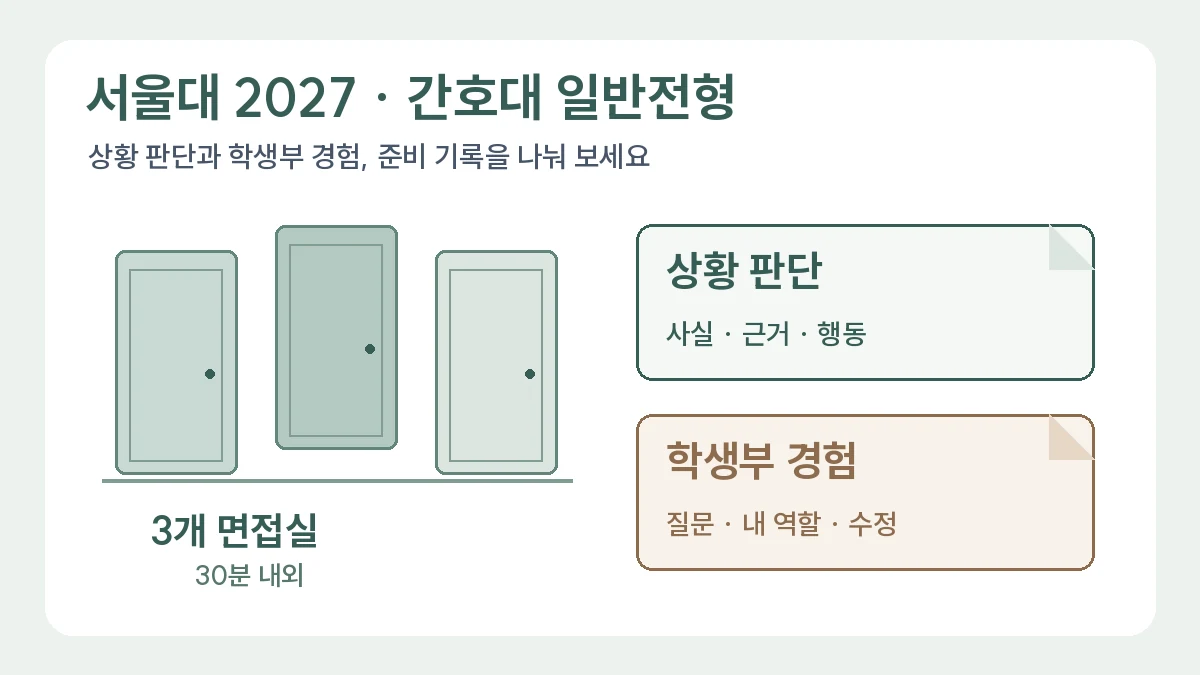 서울대 2027 · 간호대 일반전형
상황 판단과 학생부 경험, 준비 기록을 나눠 보세요
3개 면접실
30분 내외
상황 판단
사실 · 근거 · 행동
학생부 경험
질문 · 내 역할 · 수정